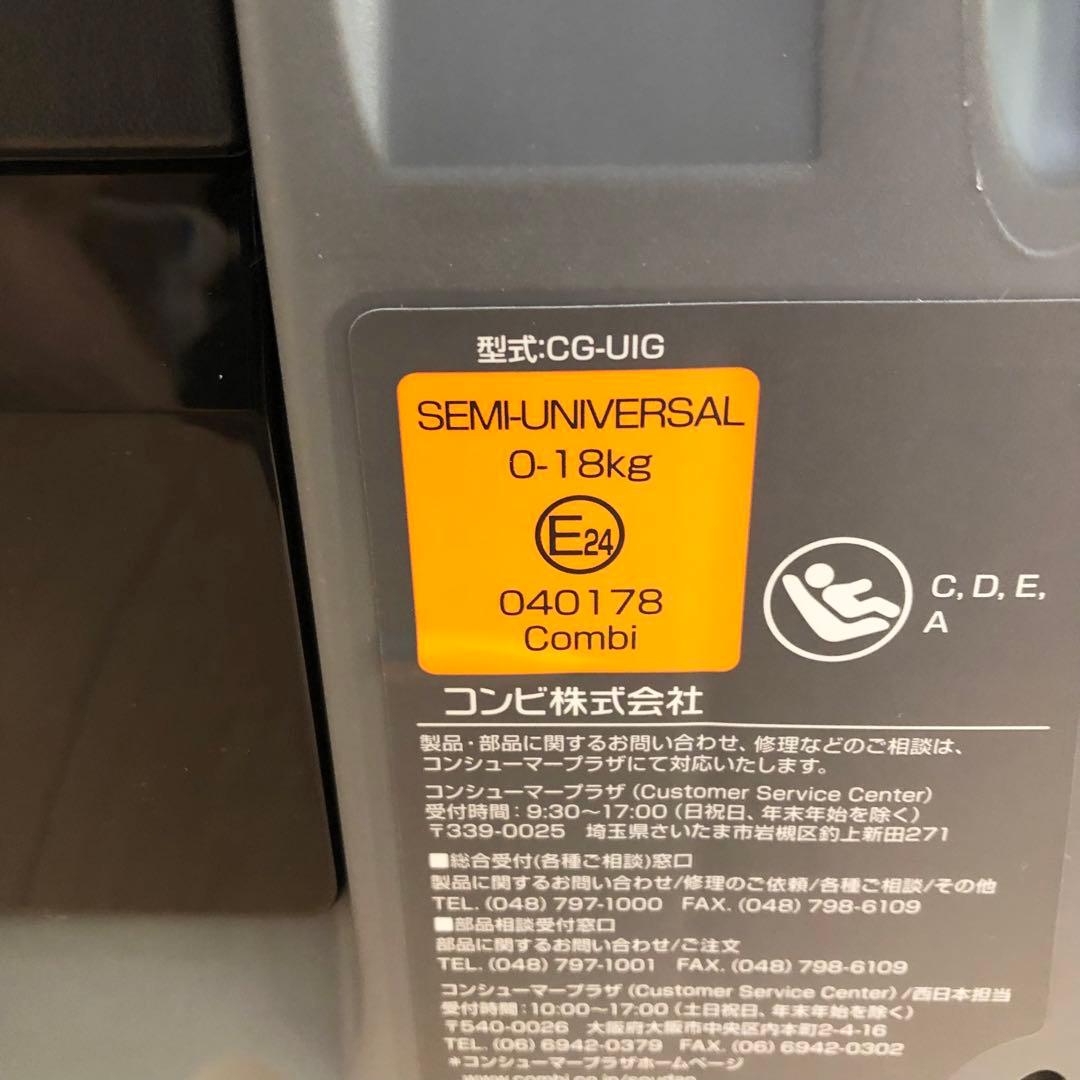 型式:CG-UIG
SEMI-UNIVERSAL
0-18kg
E24
040178
Combi
C, D, E,
A
コンビ株式会社
製品・部品に関するお問い合わせ、修理などのご相談は、
コンシューマープラザにて対応いたします。
コンシューマープラザ (Customer Service Center)
受付時間:9:30～17:00 (日祝日、年末年始を除く)
〒339-0025 埼玉県さいたま市岩槻区釣上新田271
■総合受付(各種ご相談)窓口
製品に関するお問い合わせ/修理のご依頼/各種ご相談/その他
TEL. (048) 797-1000 FAX. (048) 798-6109
■部品相談受付窓口
部品に関するお問い合わせ/ご注文
TEL. (048) 797-1001 FAX. (048) 798-6109
コンシューマープラザ (Customer Service Center) /西日本担当
受付時間:10:00～17:00 (土日祝日、年末年始を除く)
〒540-0026 大阪府大阪市中央区内本町2-4-16
TEL. (06) 6942-0379 FAX. (06) 6942-0302
*コンシューマープラザホームページ
www.combi.co.jp/soudan